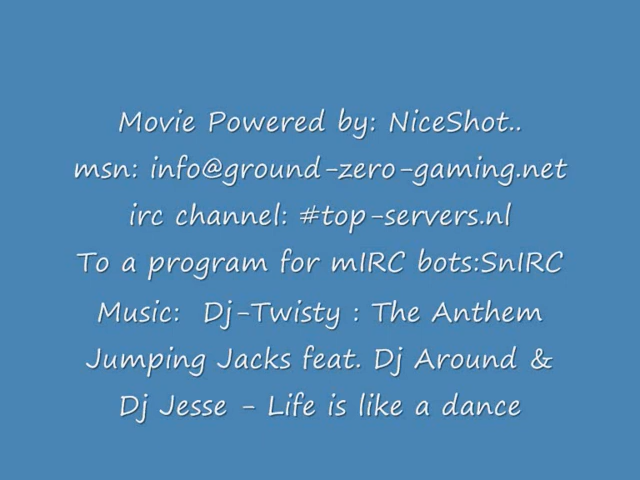 Movie Powered by: NiceShot..
msn: info@ground-zero-gaming.net
irc channel: #top-servers.nl
To a program for mIRC bots:SnIRC
Music: Dj-Twisty : The Anthem
Jumping Jacks feat. Dj Around &
Dj Jesse - Life is like a dance